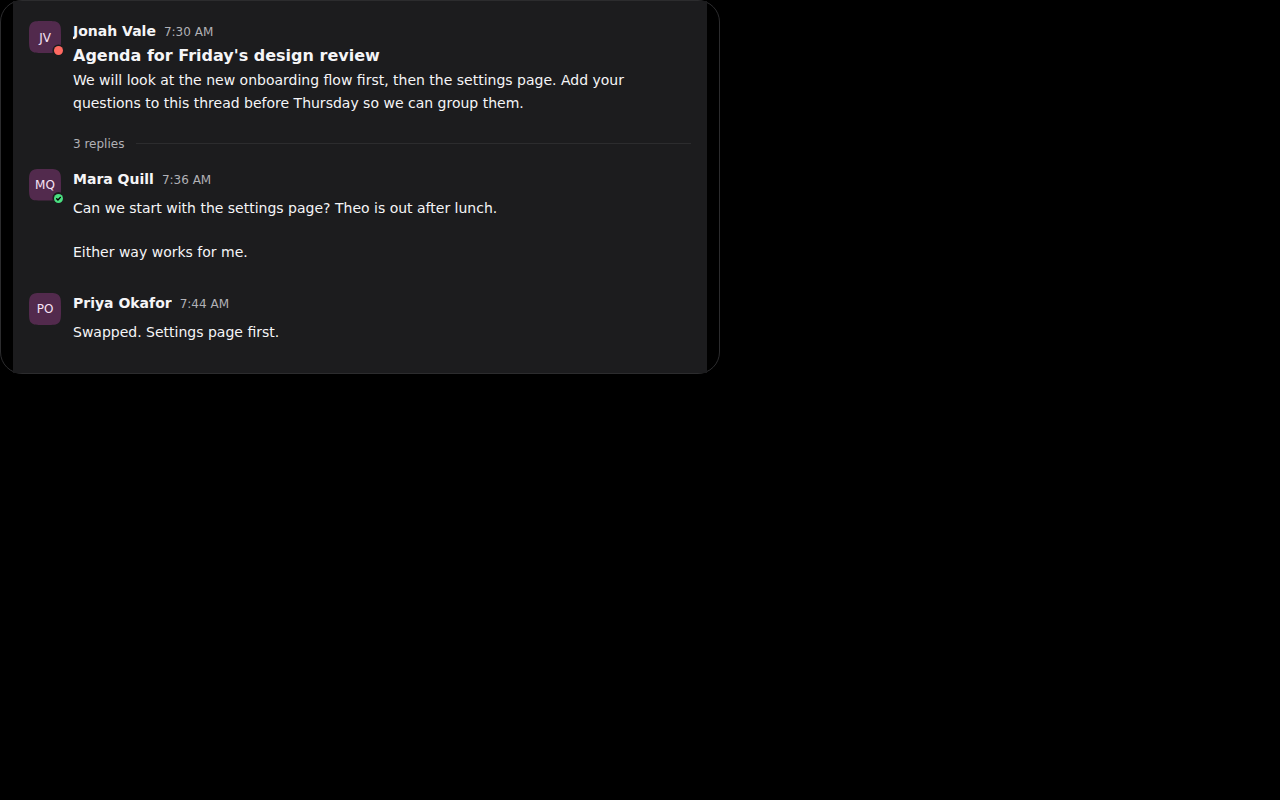 JV
Jonah Vale 7:30 AM
Agenda for Friday's design review
We will look at the new onboarding flow first, then the settings page. Add your
questions to this thread before Thursday so we can group them.
3 replies
MQ
Mara Quill 7:36 AM
Can we start with the settings page? Theo is out after lunch.
Either way works for me.
PO
Priya Okafor 7:44 AM
Swapped. Settings page first.